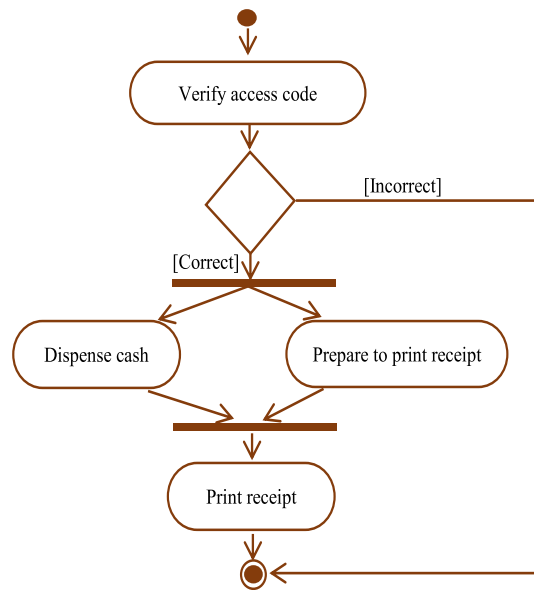 Verify access code
[Incorrect]
[Correct]
Dispense cash
Prepare to print receipt
Print receipt